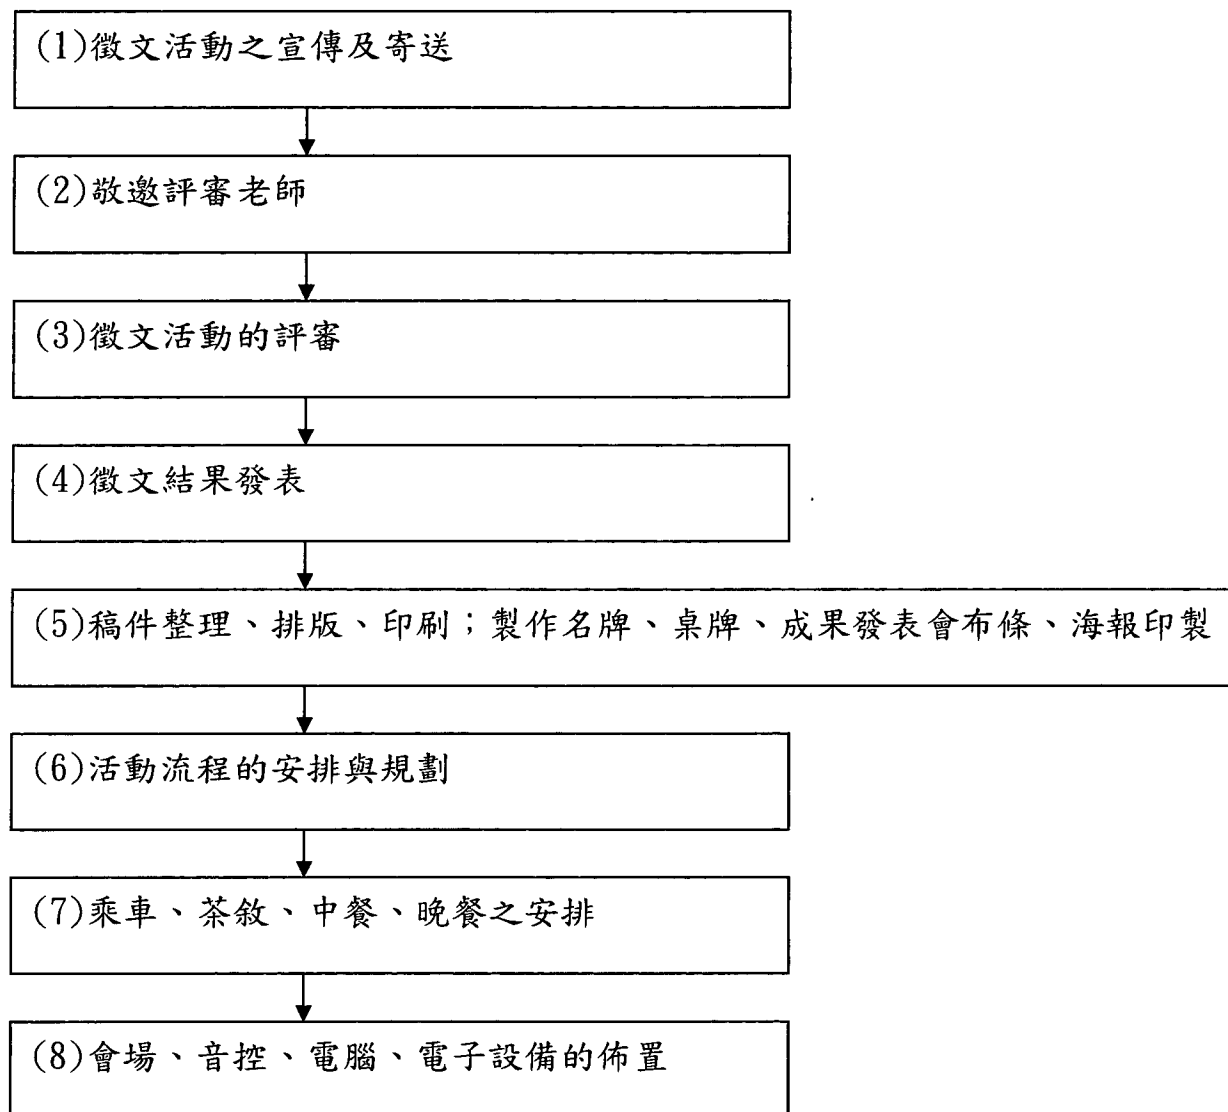 (1)徵文活動之宣傳及寄送
(2)敬邀評審老師
(3)徵文活動的評審
(4)徵文結果發表
(5)稿件整理、排版、印刷；製作名牌、桌牌、成果發表會布條、海報印製
(6)活動流程的安排與規劃
(7)乘車、茶敘、中餐、晚餐之安排
(8)會場、音控、電腦、電子設備的佈置